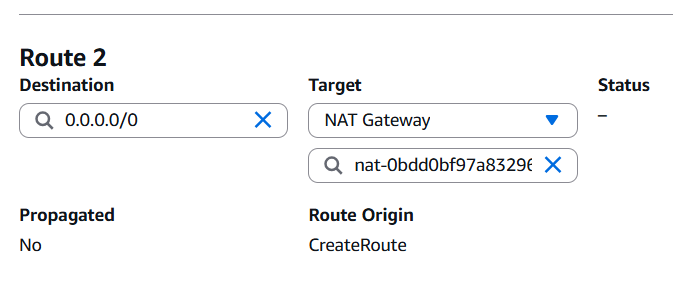 Route 2
Destination
Target
Status
0.0.0.0/0
NAT Gateway
–
nat-0bdd0bf97a83296
Propagated
Route Origin
No
CreateRoute